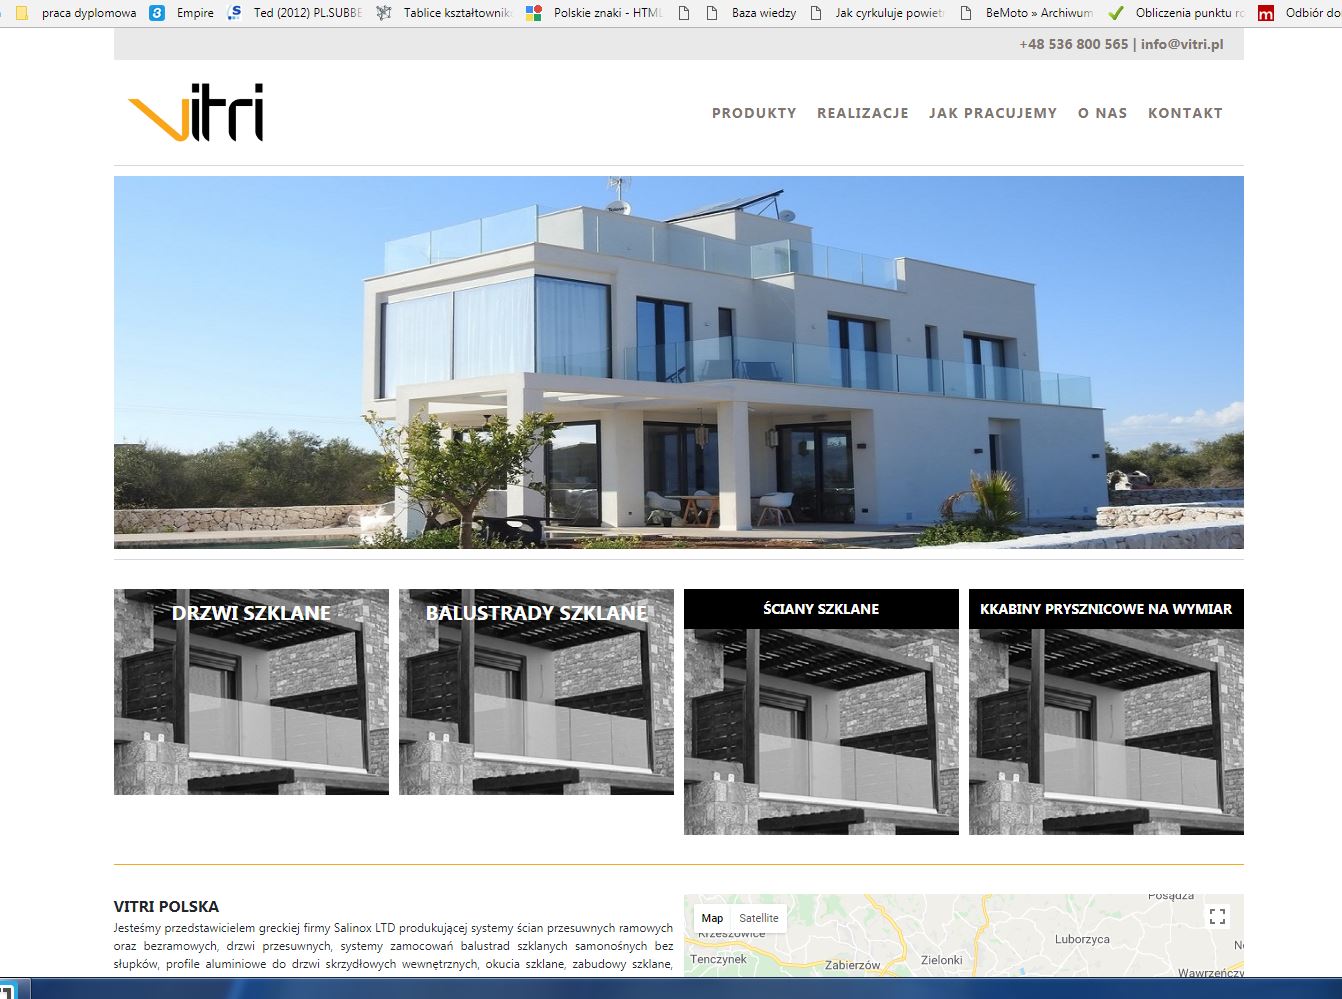 praca dyplomowa Empire Ted (2012) PL.SUBBE Tablice kształtownik Polskie znaki - HTML Baza wiedzy Jak cyrkuluje powietr BeMoto » Archiwum Obliczenia punktu ro Odbiór do
+48 536 800 565 | info@vitri.pl
vitri
PRODUKTY REALIZACJE JAK PRACUJEMY O NAS KONTAKT
DRZWI SZKLANE
BALUSTRADY SZKLANE
ŚCIANY SZKLANE
KKABINY PRYSZNICOWE NA WYMIAR
VITRI POLSKA
Jesteśmy przedstawicielem greckiej firmy Salinox LTD produkującej systemy ścian przesuwnych ramowych
oraz bezramowych, drzwi przesuwnych, systemy zamocowań balustrad szklanych samonośnych bez
słupków, profile aluminiowe do drzwi skrzydłowych wewnętrznych, okucia szklane, zabudowy szklane,
Posądza
Map Satellite
Krzeszowice
Luborzyca
Tenczynek
Zabierzów
Zielonki
Wawrzeńczy